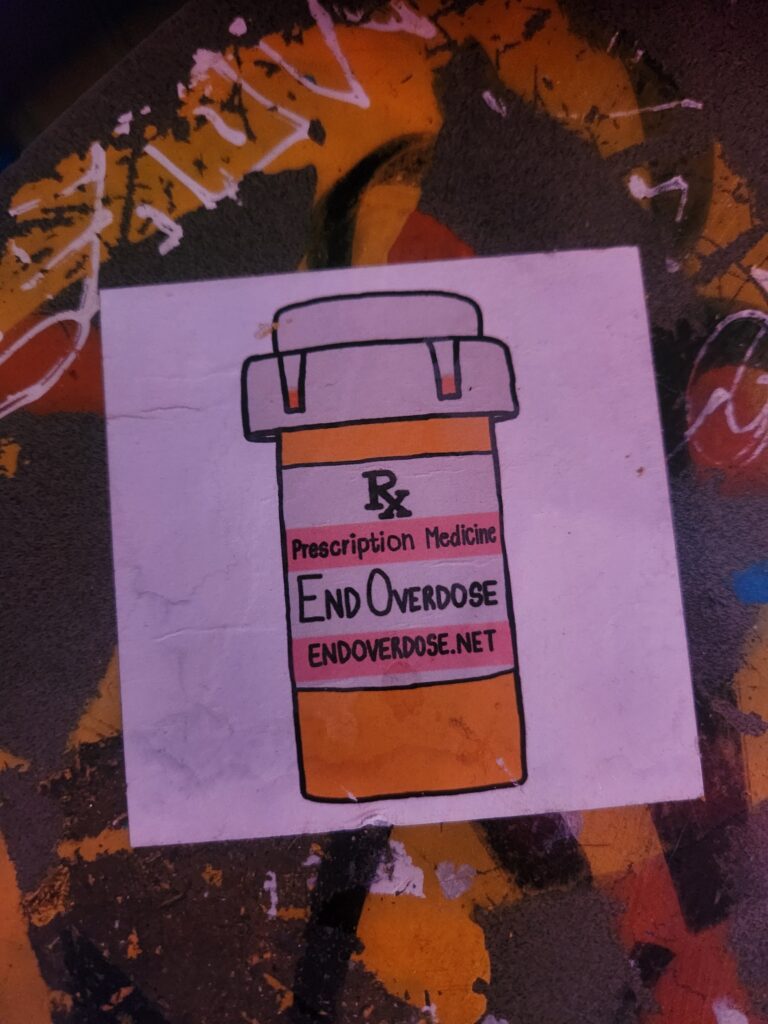 Rx
Prescription Medicine
END OVERDOSE
ENDOVERDOSE.NET